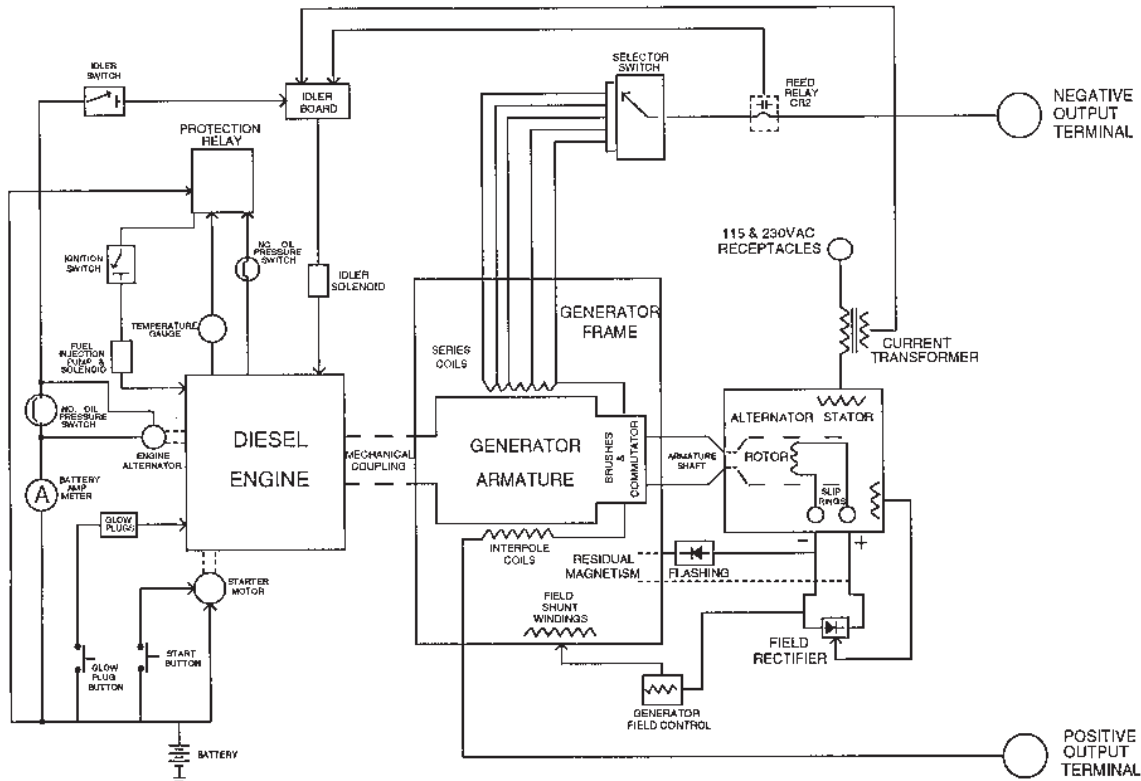 IDLER
SWITCH
IDLER
BOARD
SELECTOR
SWITCH
REED
RELAY
CR2
NEGATIVE
OUTPUT
TERMINAL
PROTECTION
RELAY
IGNITION
SWITCH
NO. OIL
PRESSURE
SWITCH
IDLER
SOLENOID
115 & 230VAC
RECEPTACLES
TEMPERATURE
GAUGE
FUEL
INJECTION
PUMP &
SOLENOID
GENERATOR
FRAME
SERIES
COILS
CURRENT
TRANSFORMER
NO. OIL
PRESSURE
SWITCH
ENGINE
ALTERNATOR
DIESEL
ENGINE
MECHANICAL
COUPLING
GENERATOR
ARMATURE
BRUSHES
&
COMMUTATOR
ARMATURE
SHAFT
ALTERNATOR
STATOR
ROTOR
SLIP
RINGS
A
BATTERY
AMP
METER
GLOW
PLUGS
INTERPOLE
COILS
RESIDUAL
MAGNETISM
FLASHING
- +
STARTER
MOTOR
FIELD
SHUNT
WINDINGS
FIELD
RECTIFIER
GLOW
PLUG
BUTTON
START
BUTTON
GENERATOR
FIELD CONTROL
BATTERY
POSITIVE
OUTPUT
TERMINAL